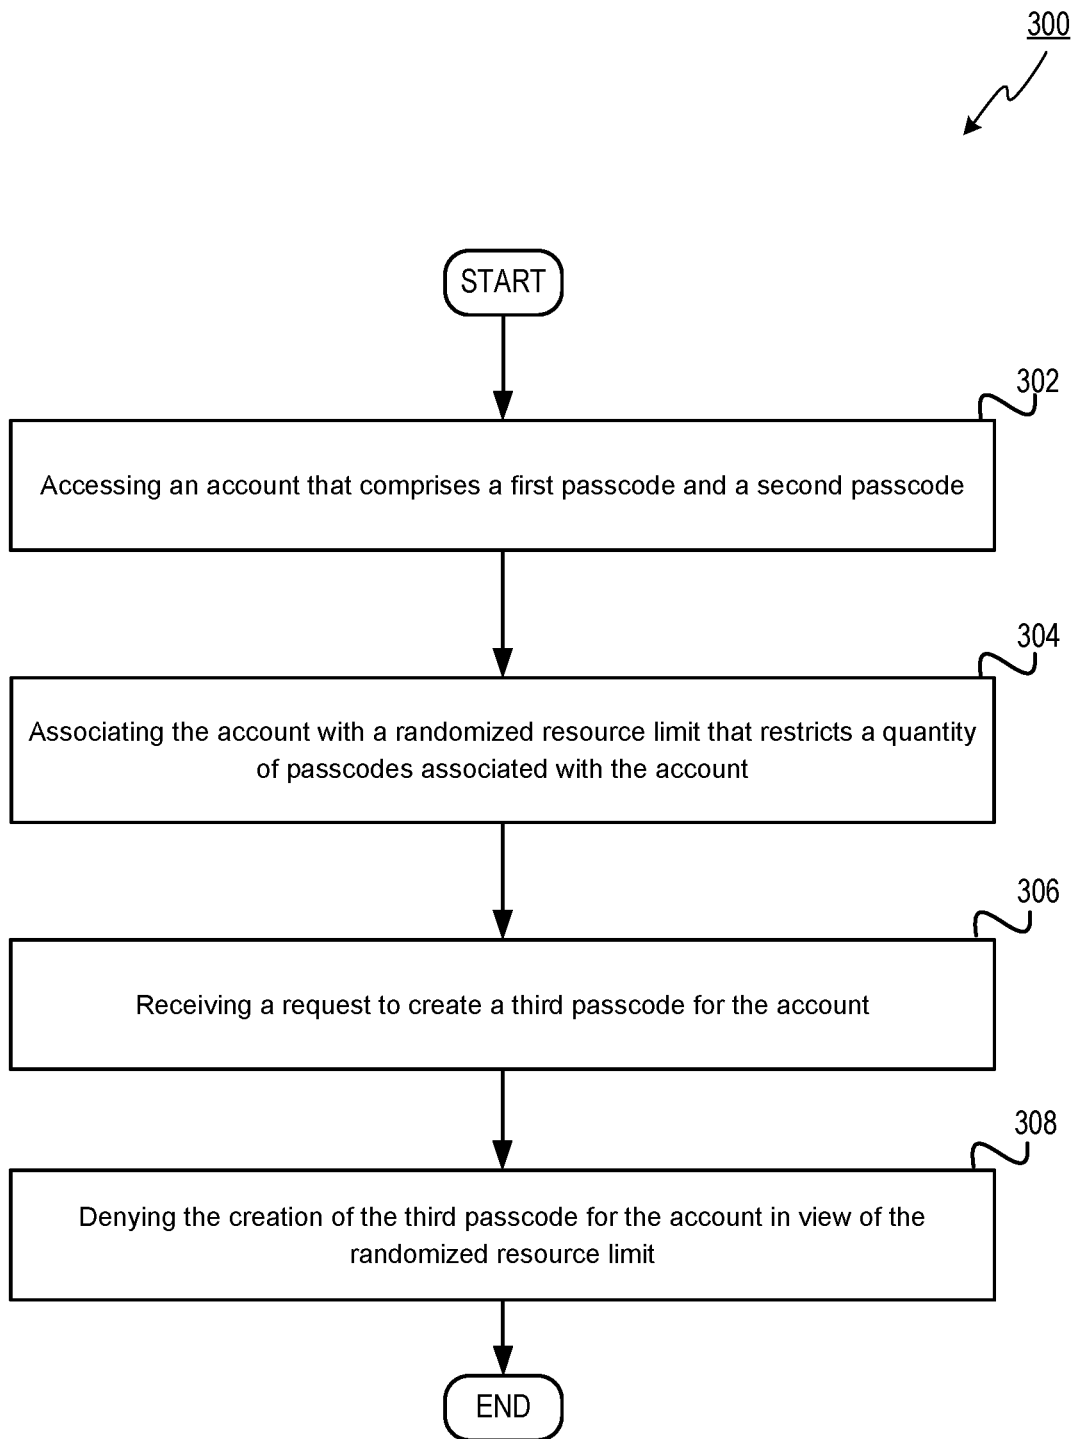 300
START
302
Accessing an account that comprises a first passcode and a second passcode
304
Associating the account with a randomized resource limit that restricts a quantity
of passcodes associated with the account
306
Receiving a request to create a third passcode for the account
308
Denying the creation of the third passcode for the account in view of the
randomized resource limit
END